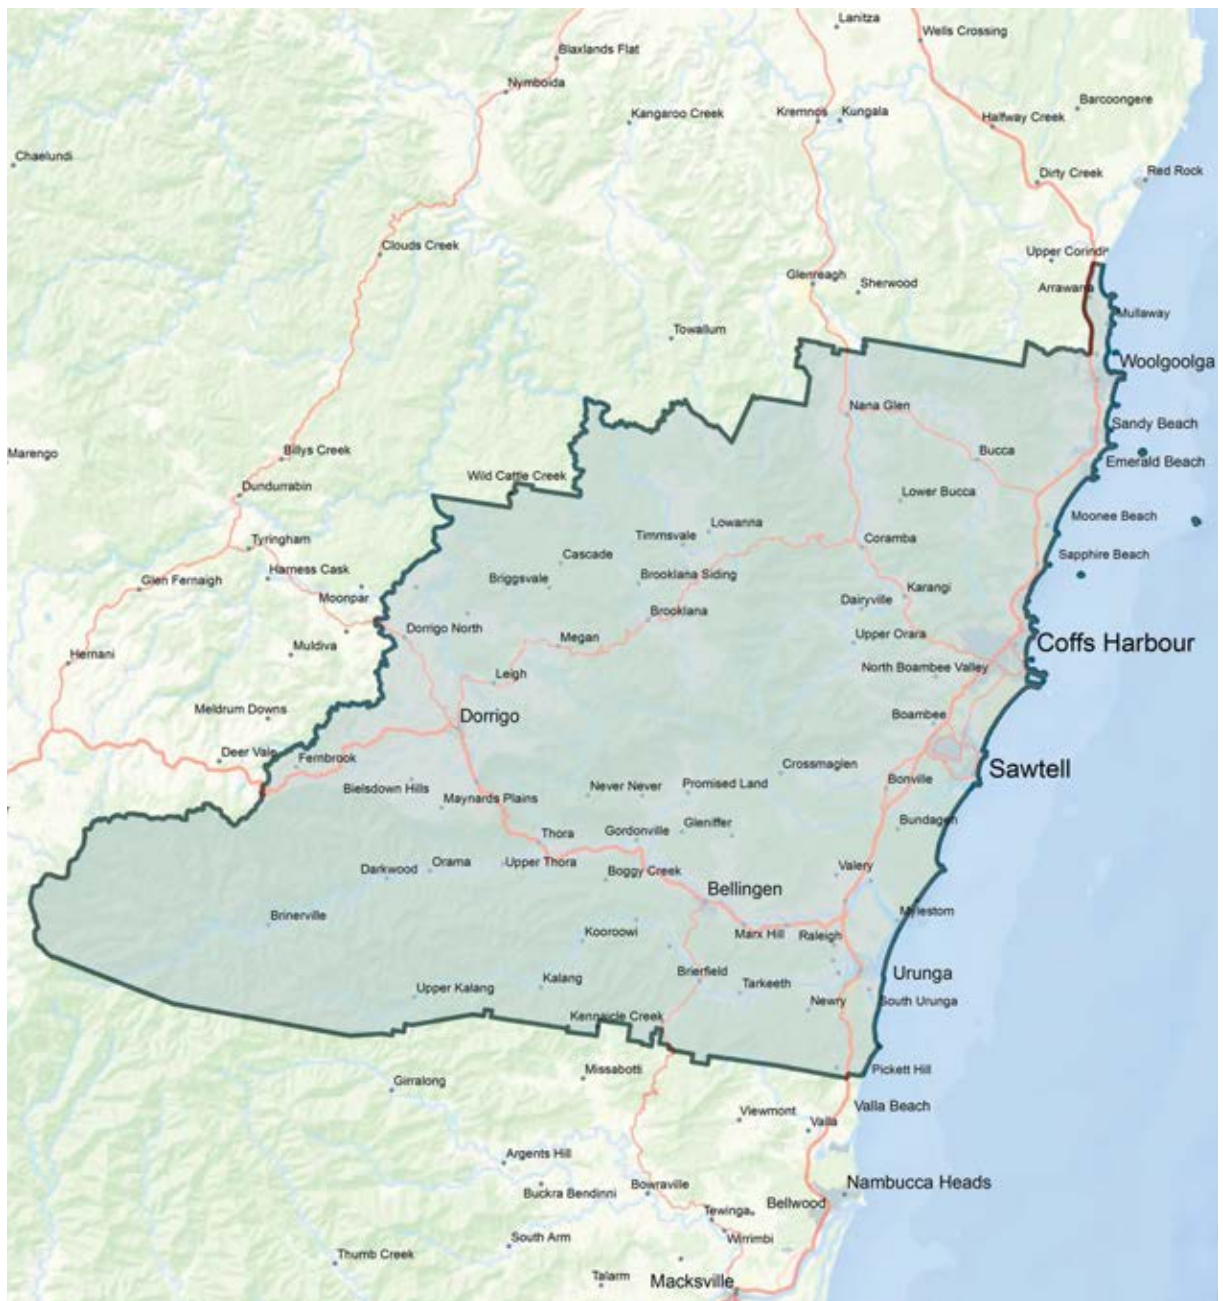 Lanitza
Wells Crossing
Blaxlands Flat
Nymboida
Barcoongere
Kangaroo Creek
Kremnos
Kungala
Halfway Creek
Chaelundi
Dirty Creek
Red Rock
Clouds Creek
Upper Corindi
Glenreagh
Sherwood
Arrawarra
Mullaway
Towallum
Woolgoolga
Nana Glen
Sandy Beach
Marengo
Billys Creek
Bucca
Emerald Beach
Wild Cattle Creek
Dundurrabin
Lower Bucca
Moonee Beach
Lowanna
Timmsvale
Coramba
Tyringham
Cascade
Sapphire Beach
Harness Cask
Briggsvale
Brooklana Siding
Glen Fernaigh
Karangi
Moonpar
Dairyville
Brooklana
Dorrigo North
Megan
Upper Orara
Coffs Harbour
Muldiva
Hernani
North Boambee Valley
Leigh
Meldrum Downs
Dorrigo
Boambee
Deer Vale
Fernbrook
Crossmaglen
Sawtell
Bielsdown Hills
Never Never
Promised Land
Bonville
Maynards Plains
Gleniffer
Bundagen
Thora
Gordonville
Darkwood
Orama
Upper Thora
Boggy Creek
Valery
Bellingen
Brinerville
Mylestom
Kooroowi
Marx Hill
Raleigh
Brierfield
Urunga
Kalang
Tarkeeth
Upper Kalang
Newry
South Urunga
Kennaicle Creek
Missabotti
Pickett Hill
Girralong
Valla Beach
Viewmont
Valla
Argents Hill
Buckra Bendinni
Bowraville
Nambucca Heads
Bellwood
Tewinga
South Arm
Wirrimbi
Thumb Creek
Talarm
Macksville